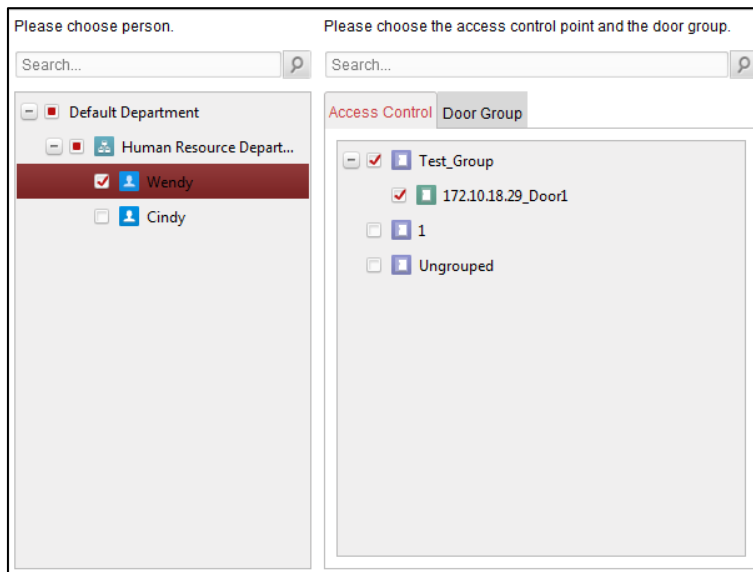 Please choose person.
Search...
Default Department
Human Resource Depart...
Wendy
Cindy
Please choose the access control point and the door group.
Search...
Access Control Door Group
Test_Group
172.10.18.29_Door1
1
Ungrouped